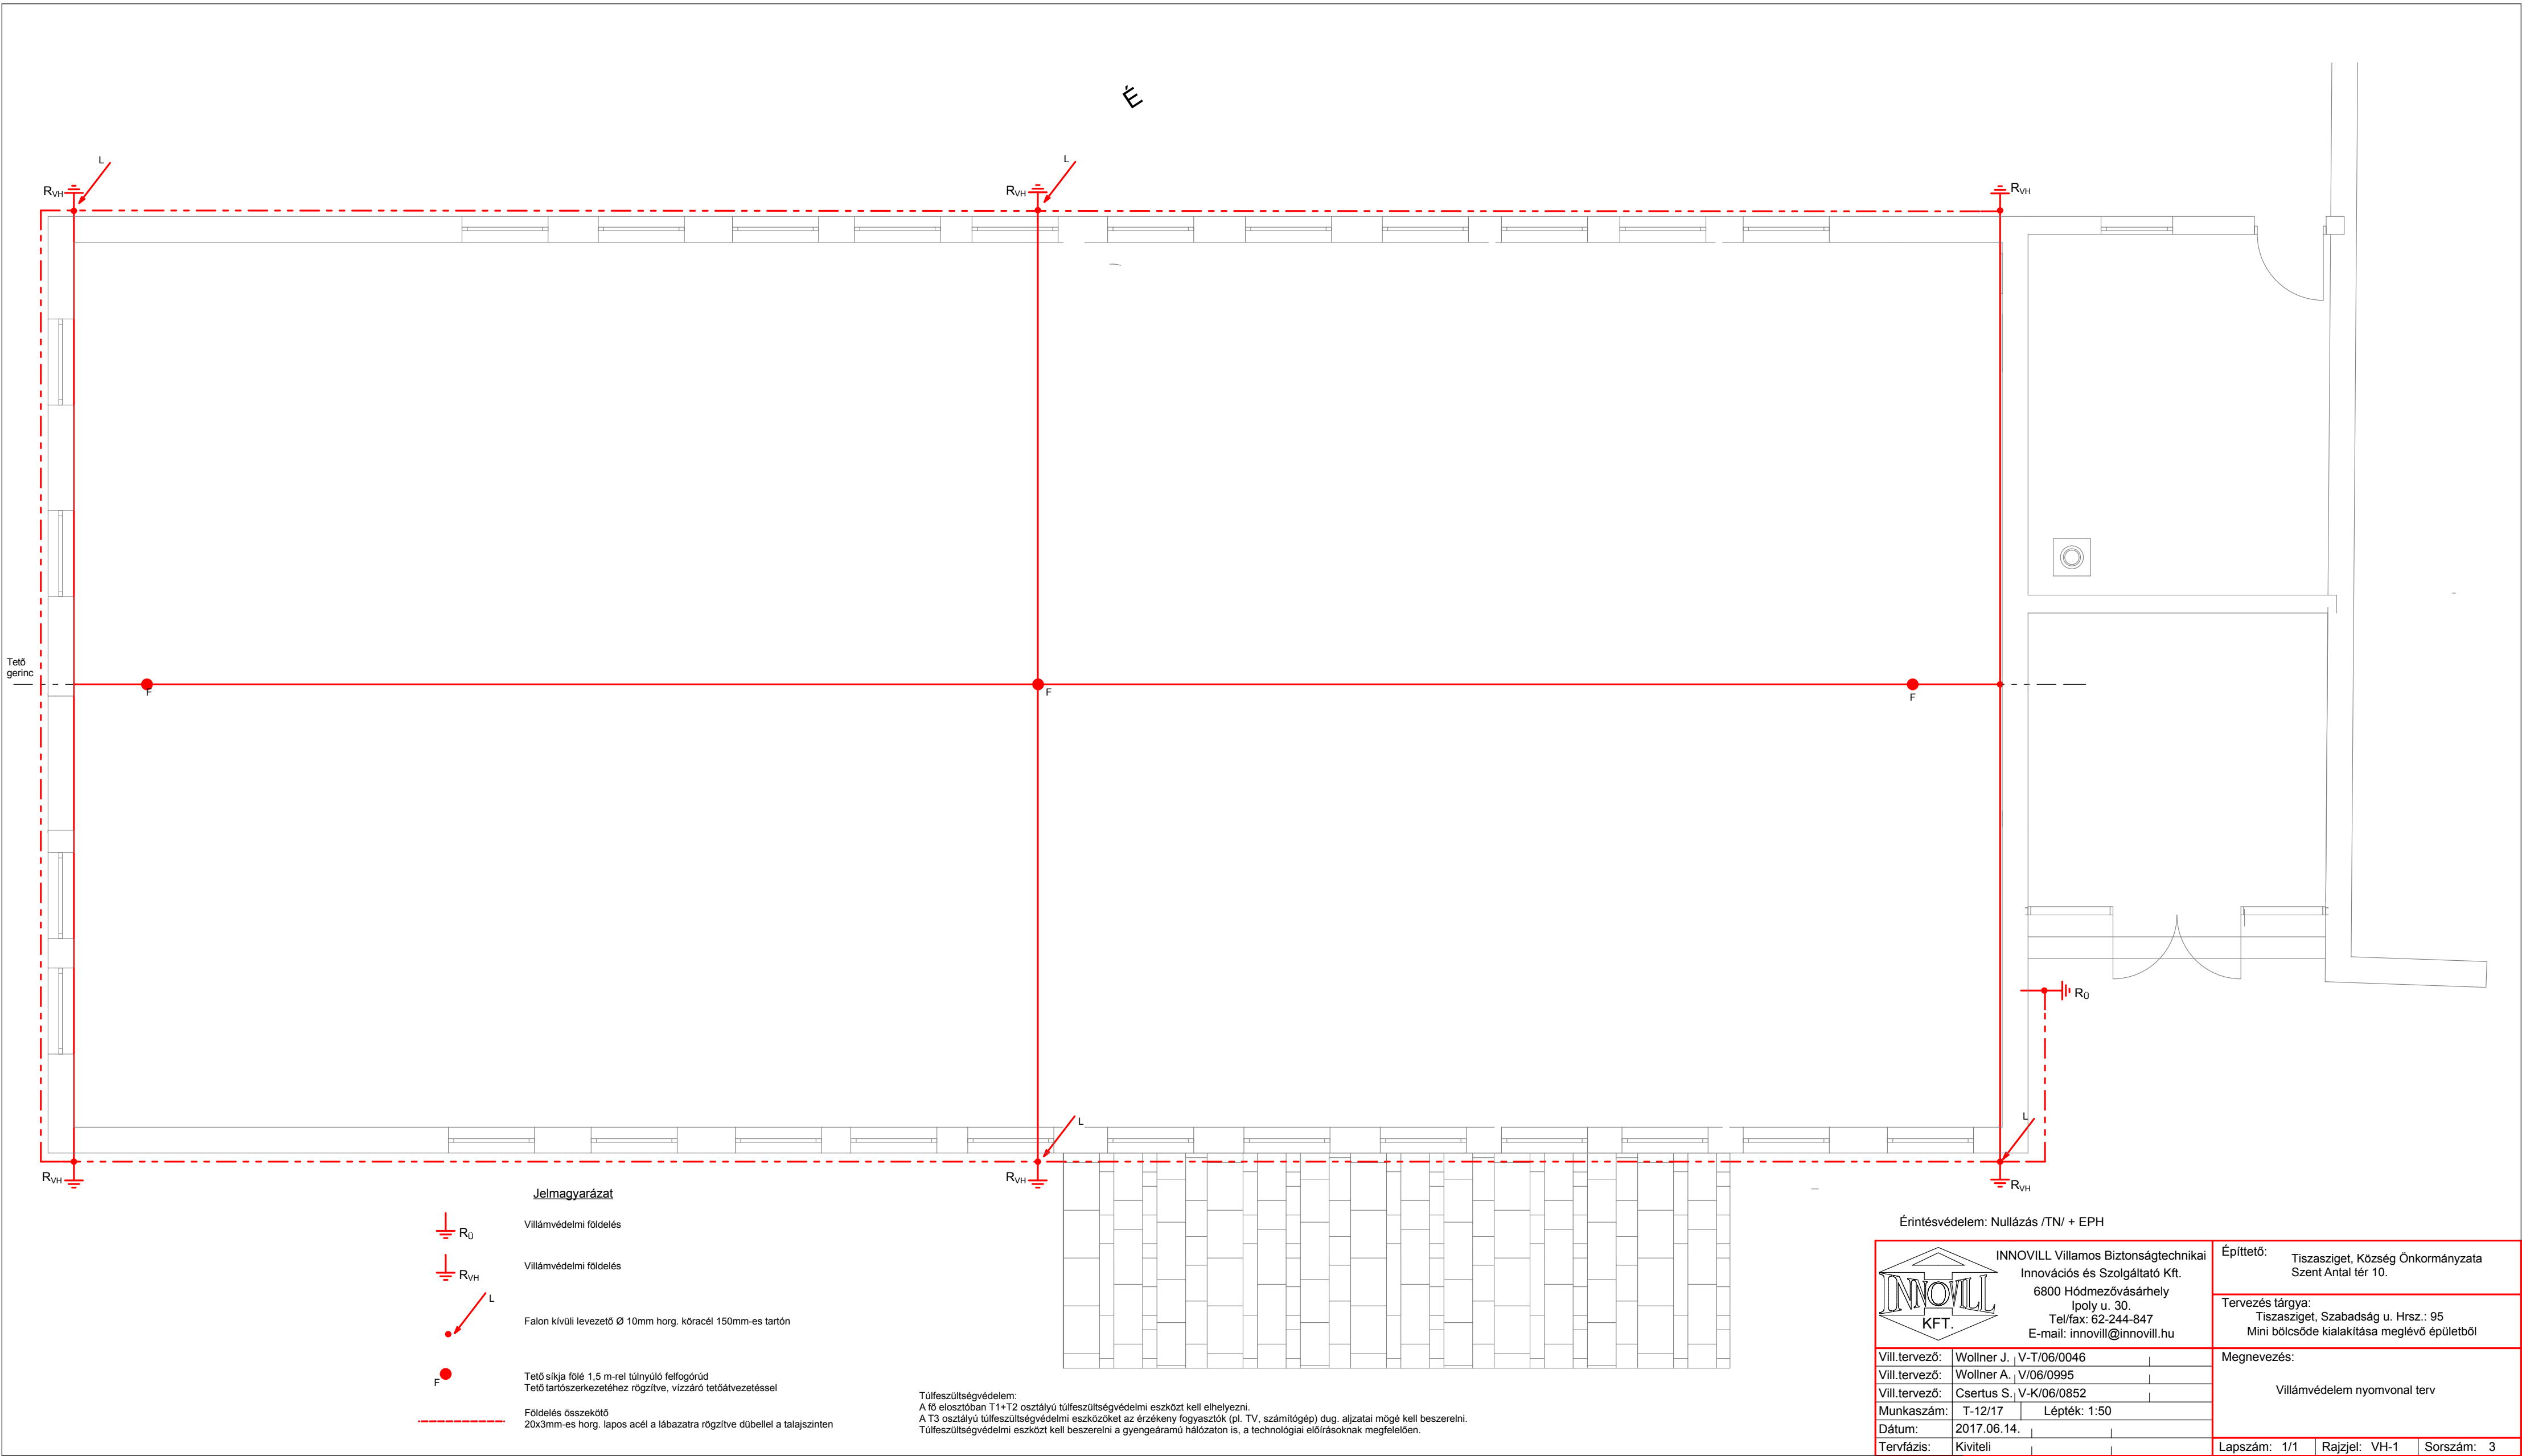 É
L
L
RVH
RVH
RVH
Tető
gerinc
F
F
F
RÜ
L
L
RVH
RVH
RVH
Jelmagyarázat
RÜ
Villámvédelmi földelés
RVH
Villámvédelmi földelés
L
Falon kívüli levezető Ø 10mm horg. köracél 150mm-es tartón
F
Tető síkja fölé 1,5 m-rel túlnyúló felfogórúd
Tető tartószerkezetéhez rögzítve, vízzáró tetőátvezetéssel
Földelés összekötő
20x3mm-es horg. lapos acél a lábazatra rögzítve dübellel a talajszinten
Túlfeszültségvédelem:
A fő elosztóban T1+T2 osztályú túlfeszültségvédelmi eszközt kell elhelyezni.
A T3 osztályú túlfeszültségvédelmi eszközöket az érzékeny fogyasztók (pl. TV, számítógép) dug. aljzatai mögé kell beszerelni.
Túlfeszültségvédelmi eszközt kell beszerelni a gyengeáramú hálózaton is, a technológiai előírásoknak megfelelően.
Érintésvédelem: Nullázás /TN/ + EPH
INNOVILL
KFT.
INNOVILL Villamos Biztonságtechnikai
Innovációs és Szolgáltató Kft.
6800 Hódmezővásárhely
Ipoly u. 30.
Tel/fax: 62-244-847
E-mail: innovill@innovill.hu
Építtető:
Tiszasziget, Község Önkormányzata
Szent Antal tér 10.
Tervezés tárgya:
Tiszasziget, Szabadság u. Hrsz.: 95
Mini bölcsőde kialakítása meglévő épületből
Vill.tervező: Wollner J. V-T/06/0046
Vill.tervező: Wollner A. V/06/0995
Vill.tervező: Csertus S. V-K/06/0852
Munkaszám: T-12/17 Lépték: 1:50
Dátum: 2017.06.14.
Tervfázis: Kiviteli
Megnevezés:
Villámvédelem nyomvonal terv
Lapszám: 1/1 Rajzjel: VH-1 Sorszám: 3